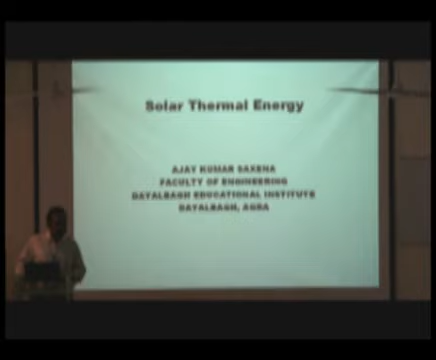 Solar Thermal Energy
AJAY KUMAR SAXENA
FACULTY OF ENGINEERING
DAYALBAGH EDUCATIONAL INSTITUTE
DAYALBAGH, AGRA